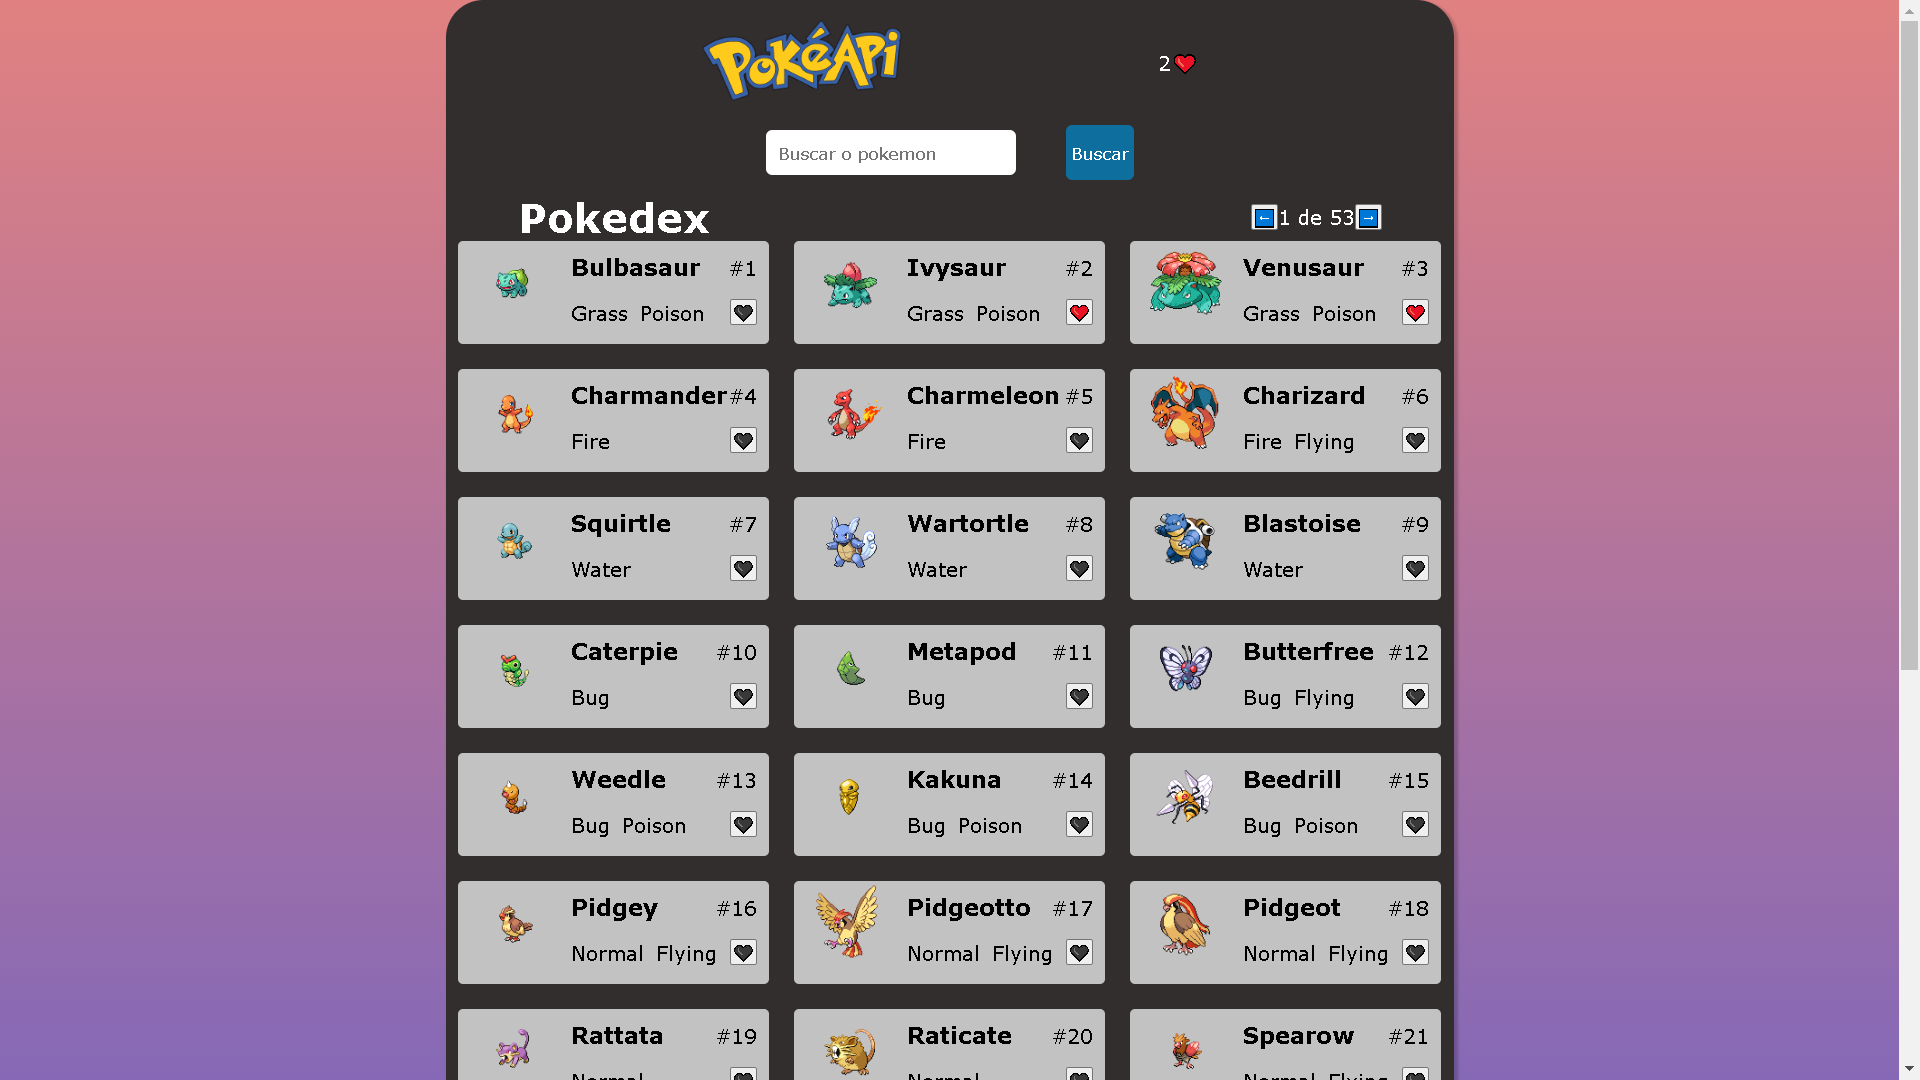 PokéAPi
2
Buscar o pokemon
Buscar
Pokedex
← 1 de 53 →
Bulbasaur #1
Grass Poison
Ivysaur #2
Grass Poison
Venusaur #3
Grass Poison
Charmander #4
Fire
Charmeleon #5
Fire
Charizard #6
Fire Flying
Squirtle #7
Water
Wartortle #8
Water
Blastoise #9
Water
Caterpie #10
Bug
Metapod #11
Bug
Butterfree #12
Bug Flying
Weedle #13
Bug Poison
Kakuna #14
Bug Poison
Beedrill #15
Bug Poison
Pidgey #16
Normal Flying
Pidgeotto #17
Normal Flying
Pidgeot #18
Normal Flying
Rattata #19
Normal
Raticate #20
Normal
Spearow #21
Normal Flying